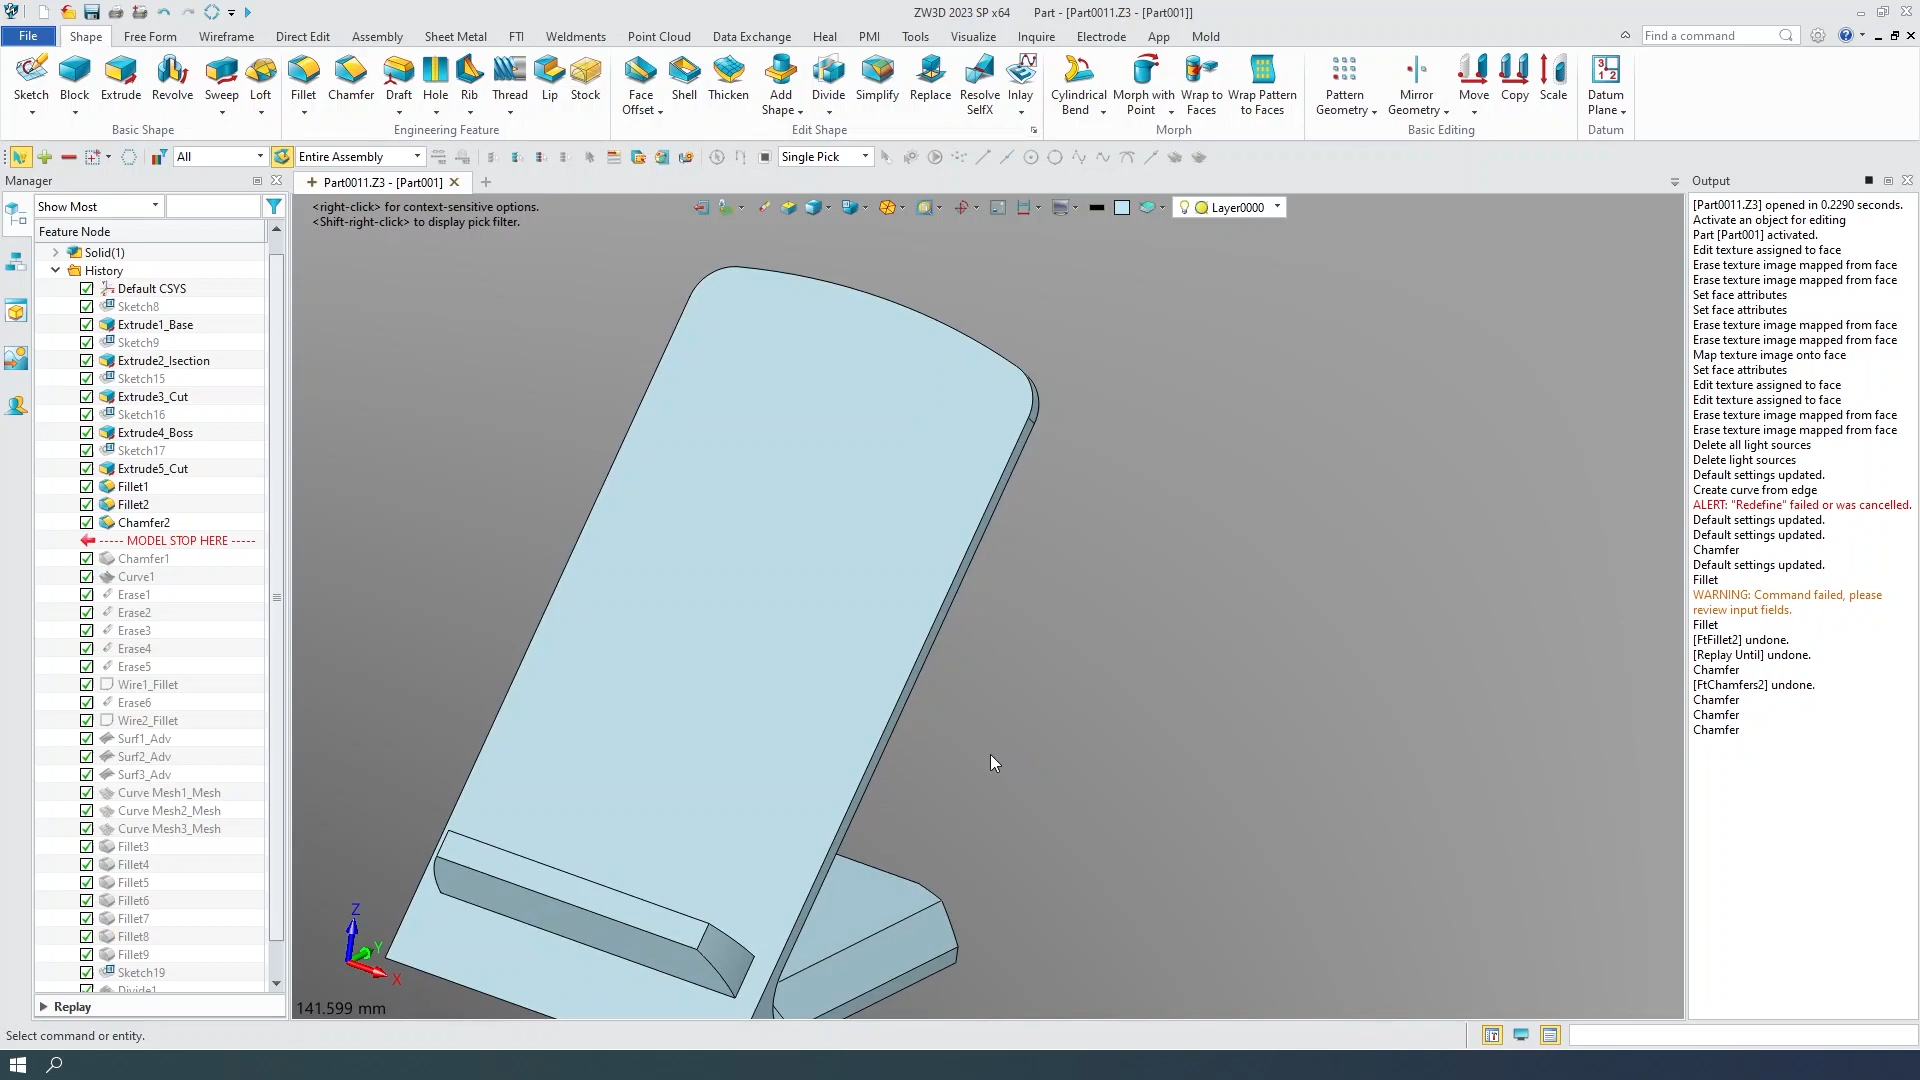 ZW3D 2023 SP x64
Part - [Part0011.Z3 - [Part001]]
File
Shape
Free Form
Wireframe
Direct Edit
Assembly
Sheet Metal
FTI
Weldments
Point Cloud
Data Exchange
Heal
PMI
Tools
Visualize
Inquire
Electrode
App
Mold
Find a command
Sketch
Block
Extrude
Revolve
Sweep
Loft
Fillet
Chamfer
Draft
Hole
Rib
Thread
Lip
Stock
Face Offset
Shell
Thicken
Add Shape
Divide
Simplify
Replace
Resolve SelfX
Inlay
Cylindrical Bend
Morph with Point
Wrap to Faces
Wrap Pattern to Faces
Pattern Geometry
Mirror Geometry
Move
Copy
Scale
Datum Plane
Basic Shape
Engineering Feature
Edit Shape
Morph
Basic Editing
Datum
All
Entire Assembly
Single Pick
Manager
Part0011.Z3 - [Part001]
Output
Show Most
Feature Node
Solid(1)
History
Default CSYS
Sketch8
Extrude1_Base
Sketch9
Extrude2_Isection
Sketch15
Extrude3_Cut
Sketch16
Extrude4_Boss
Sketch17
Extrude5_Cut
Fillet1
Fillet2
Chamfer2
----- MODEL STOP HERE -----
Chamfer1
Curve1
Erase1
Erase2
Erase3
Erase4
Erase5
Wire1_Fillet
Erase6
Wire2_Fillet
Surf1_Adv
Surf2_Adv
Surf3_Adv
Curve Mesh1_Mesh
Curve Mesh2_Mesh
Curve Mesh3_Mesh
Fillet3
Fillet4
Fillet5
Fillet6
Fillet7
Fillet8
Fillet9
Sketch19
Divide1
Replay
<right-click> for context-sensitive options.
<Shift-right-click> to display pick filter.
Layer0000
Z
Y
X
141.599 mm
[Part0011.Z3] opened in 0.2290 seconds.
Activate an object for editing
Part [Part001] activated.
Edit texture assigned to face
Erase texture image mapped from face
Erase texture image mapped from face
Set face attributes
Set face attributes
Erase texture image mapped from face
Erase texture image mapped from face
Map texture image onto face
Set face attributes
Edit texture assigned to face
Edit texture assigned to face
Erase texture image mapped from face
Erase texture image mapped from face
Delete all light sources
Delete light sources
Default settings updated.
Create curve from edge
ALERT: "Redefine" failed or was cancelled.
Default settings updated.
Default settings updated.
Chamfer
Default settings updated.
Fillet
WARNING: Command failed, please
review input fields.
Fillet
[FtFillet2] undone.
[Replay Until] undone.
Chamfer
[FtChamfers2] undone.
Chamfer
Chamfer
Chamfer
Select command or entity.